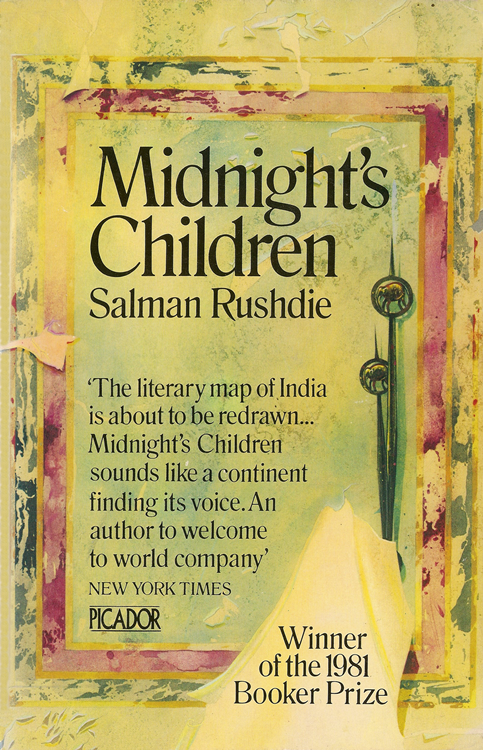 Midnight's
Children
Salman Rushdie
‘The literary map of India
is about to be redrawn...
Midnight's Children
sounds like a continent
finding its voice. An
author to welcome
to world company’
NEW YORK TIMES
PICADOR
Winner
of the 1981
Booker Prize